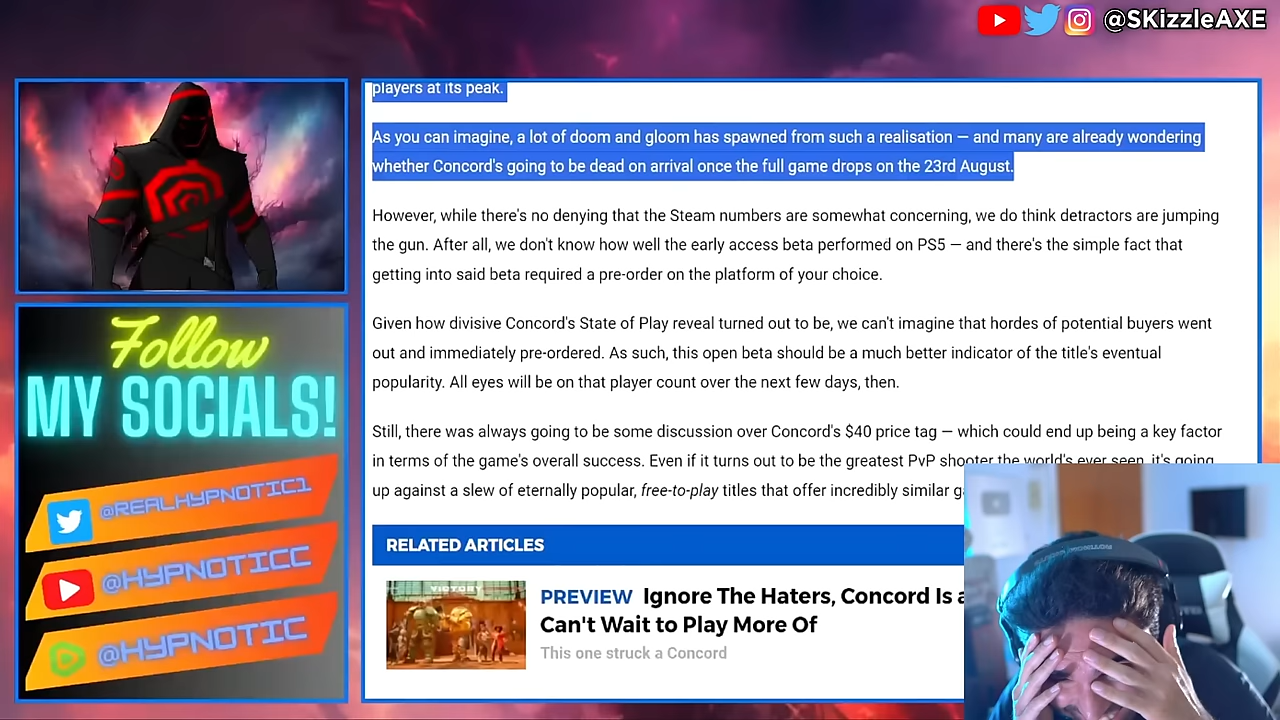 @SKizzleAXE
players at its peak.
As you can imagine, a lot of doom and gloom has spawned from such a realisation — and many are already wondering
whether Concord's going to be dead on arrival once the full game drops on the 23rd August.
However, while there's no denying that the Steam numbers are somewhat concerning, we do think detractors are jumping
the gun. After all, we don't know how well the early access beta performed on PS5 — and there's the simple fact that
getting into said beta required a pre-order on the platform of your choice.
Given how divisive Concord's State of Play reveal turned out to be, we can't imagine that hordes of potential buyers went
out and immediately pre-ordered. As such, this open beta should be a much better indicator of the title's eventual
popularity. All eyes will be on that player count over the next few days, then.
Still, there was always going to be some discussion over Concord's $40 price tag — which could end up being a key factor
in terms of the game's overall success. Even if it turns out to be the greatest PvP shooter the world's ever seen, it's going
up against a slew of eternally popular, free-to-play titles that offer incredibly similar
RELATED ARTICLES
VICTORY
PREVIEW Ignore The Haters, Concord Is
Can't Wait to Play More Of
This one struck a Concord
Follow
MY SOCIALS!
@REALHYPNOTIC1
@HYPNOTICC
@HYPNOTIC